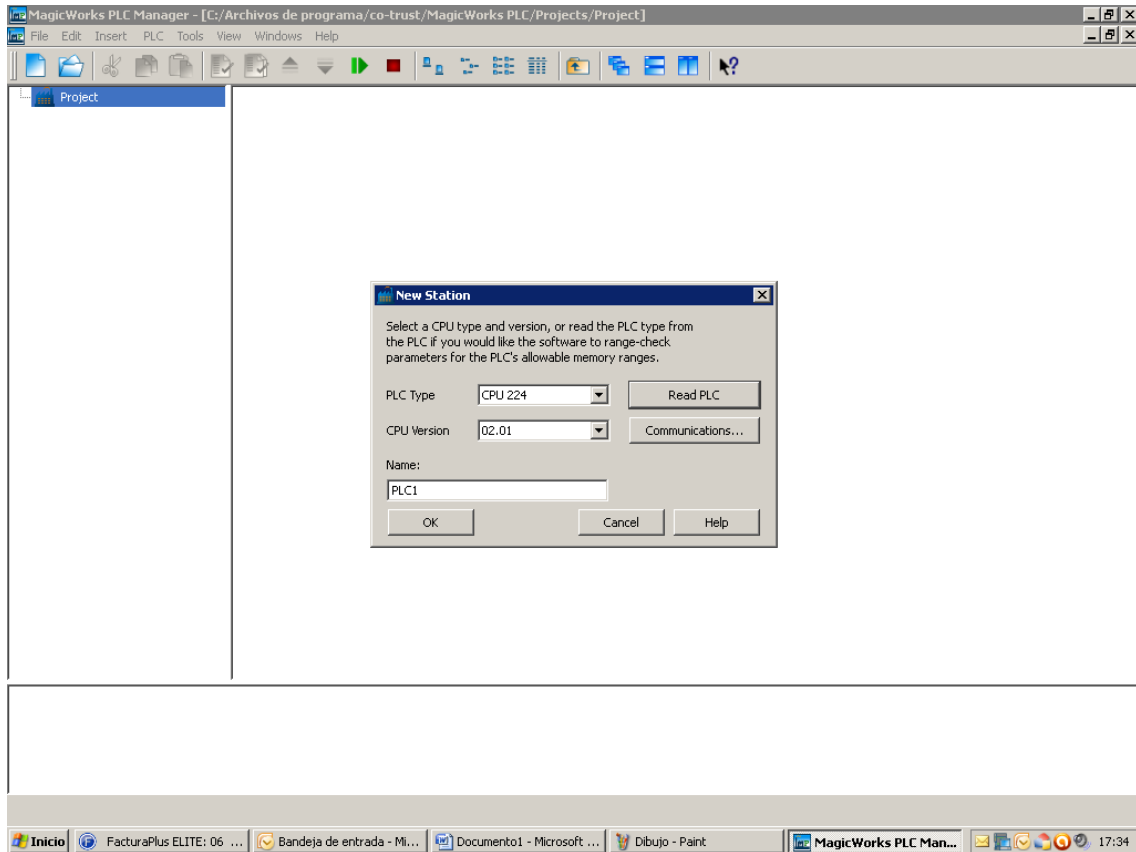 MagicWorks PLC Manager - [C:/Archivos de programa/co-trust/MagicWorks PLC/Projects/Project]
File Edit Insert PLC Tools View Windows Help
Project
New Station
Select a CPU type and version, or read the PLC type from
the PLC if you would like the software to range-check
parameters for the PLC's allowable memory ranges.
PLC Type CPU 224 Read PLC
CPU Version 02.01 Communications...
Name:
PLC1
OK Cancel Help
Inicio FacturaPlus ELITE: 06 ... Bandeja de entrada - Mi... Documento1 - Microsoft ... Dibujo - Paint MagicWorks PLC Man... 17:34